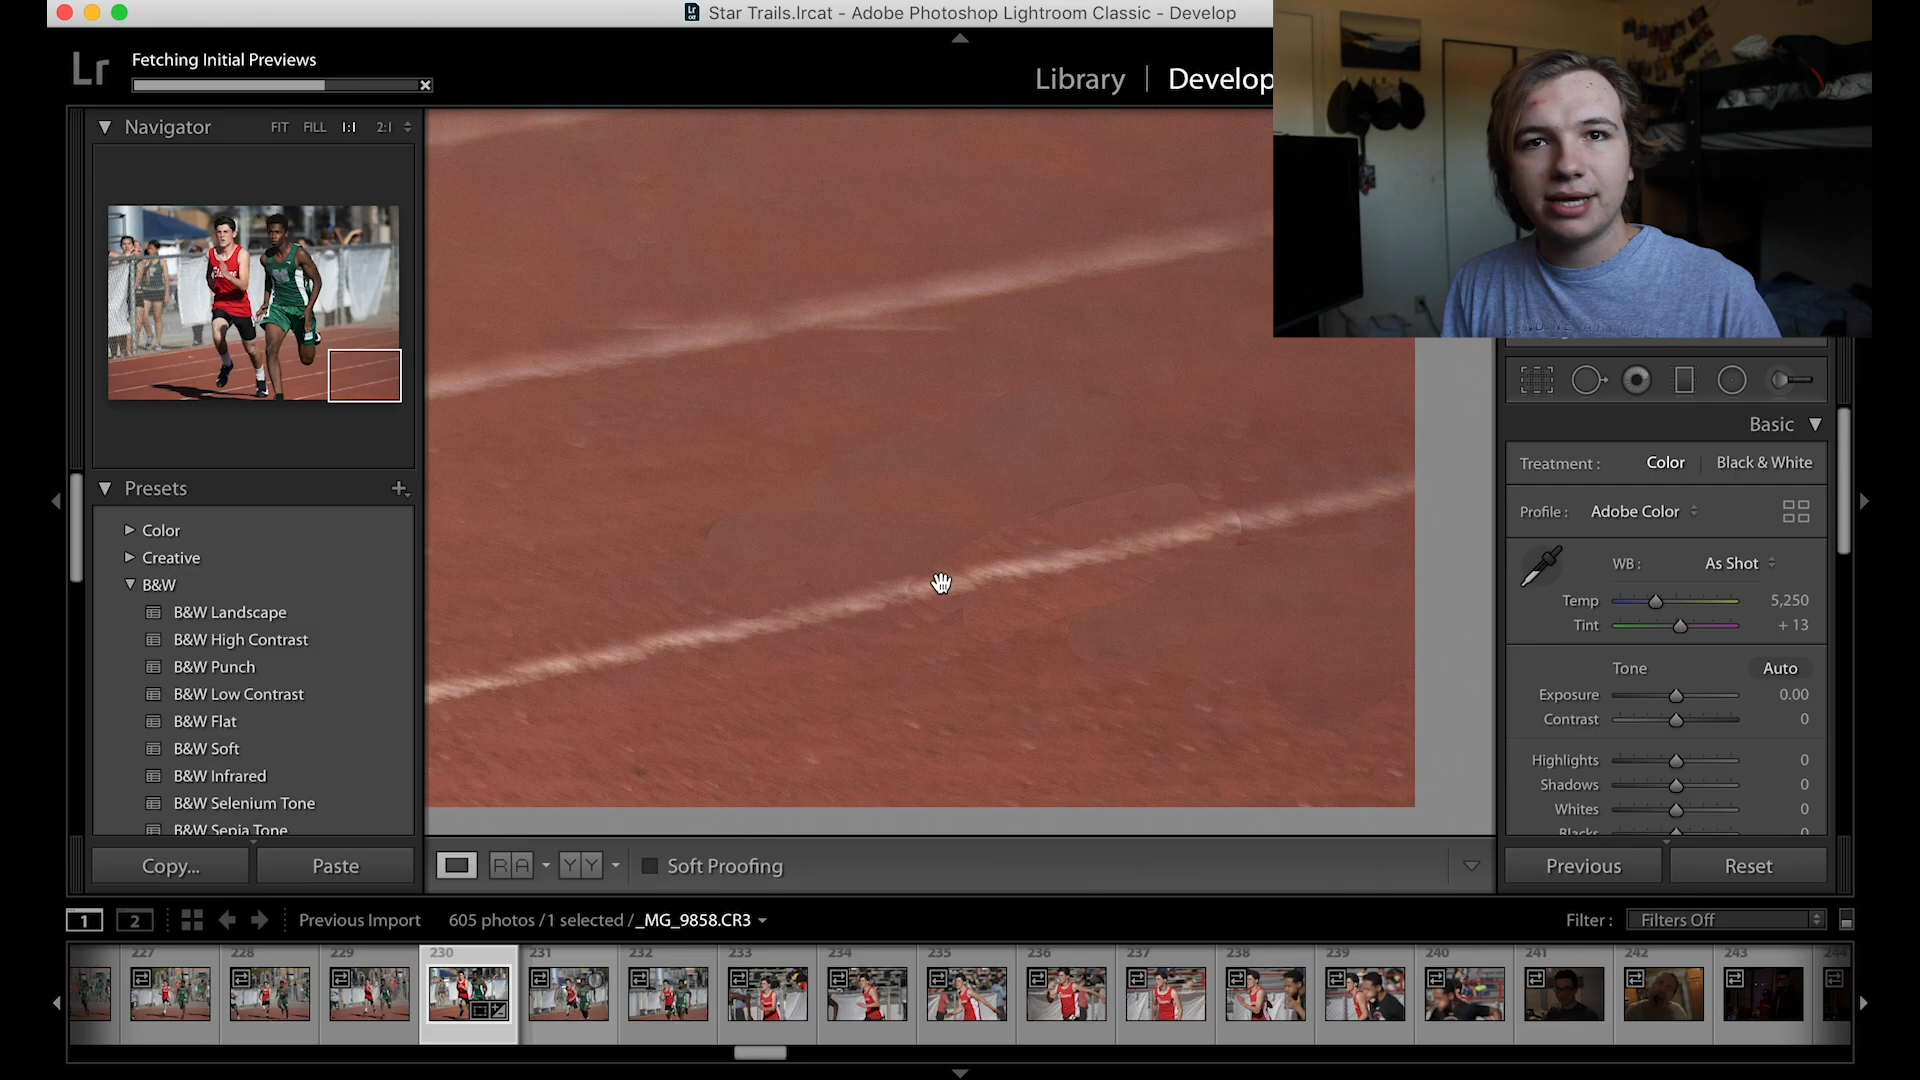 Star Trails.lrcat - Adobe Photoshop Lightroom Classic - Develop
Lr
Fetching Initial Previews
Library | Develop
Navigator FIT FILL 1:1 2:1
Presets
Color
Creative
B&W
B&W Landscape
B&W High Contrast
B&W Punch
B&W Low Contrast
B&W Flat
B&W Soft
B&W Infrared
B&W Selenium Tone
B&W Sepia Tone
Copy... Paste
R A Y Y Soft Proofing
Basic
Treatment : Color Black & White
Profile : Adobe Color
WB : As Shot
Temp 5,250
Tint + 13
Tone Auto
Exposure 0.00
Contrast 0
Highlights 0
Shadows 0
Whites 0
Blacks 0
Previous Reset
1 2 Previous Import 605 photos / 1 selected / _MG_9858.CR3 Filter : Filters Off
227 228 229 230 231 232 233 234 235 236 237 238 239 240 241 242 243 244